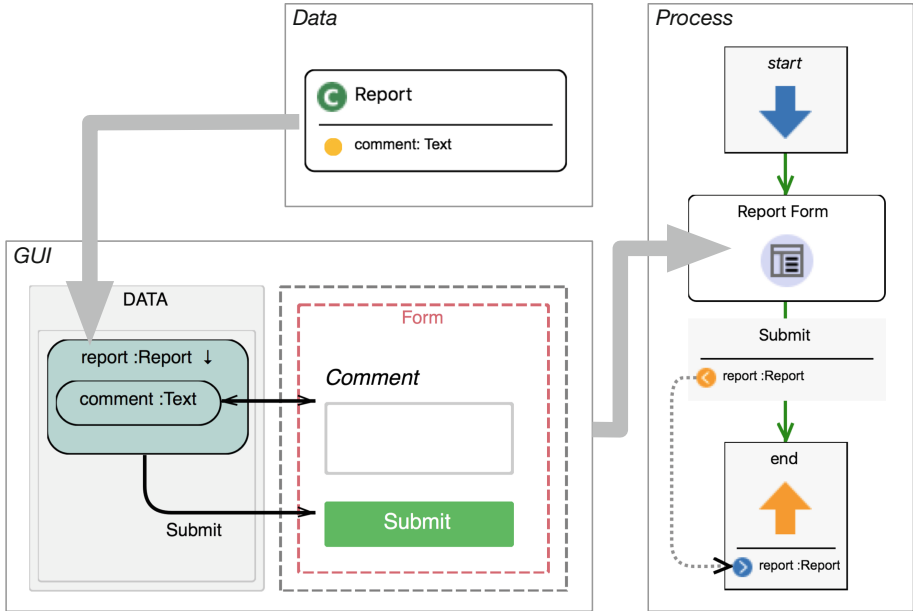 Data
C Report
comment: Text
GUI
DATA
report :Report ↓
comment :Text
Submit
Form
Comment
Submit
Process
start
Report Form
Submit
report :Report
end
report :Report